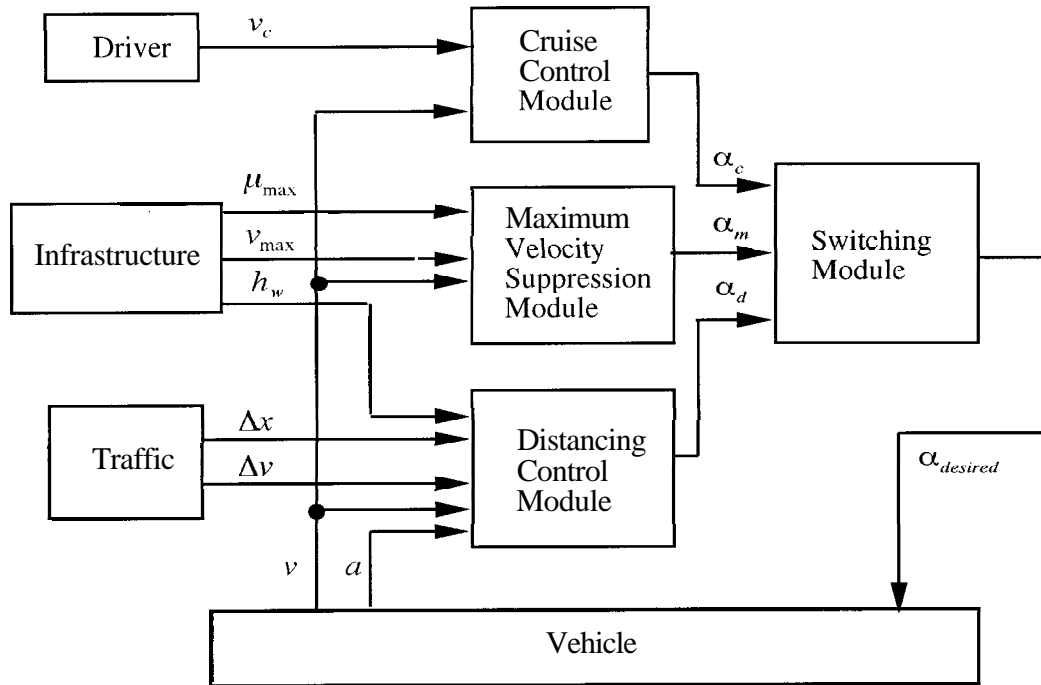 Driver
v_c
Cruise
Control
Module
Infrastructure
μ_max
v_max
h_w
Maximum
Velocity
Suppression
Module
α_c
α_m
α_d
Switching
Module
Traffic
Δx
Δv
Distancing
Control
Module
α_desired
v
a
Vehicle